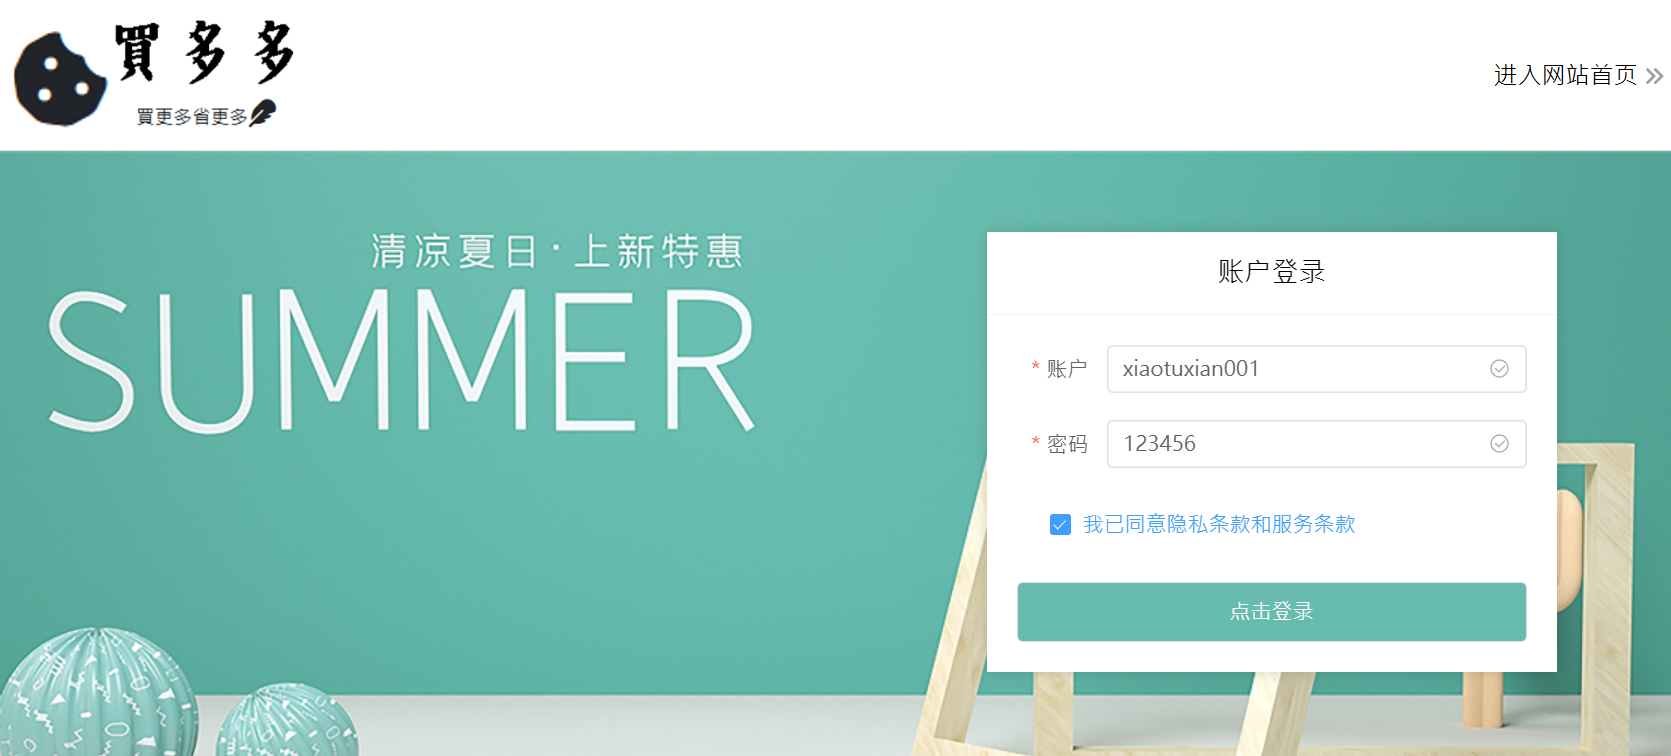 買多多
買更多省更多
进入网站首页
清凉夏日·上新特惠
SUMMER
账户登录
* 账户 xiaotuxian001
* 密码 123456
我已同意隐私条款和服务条款
点击登录